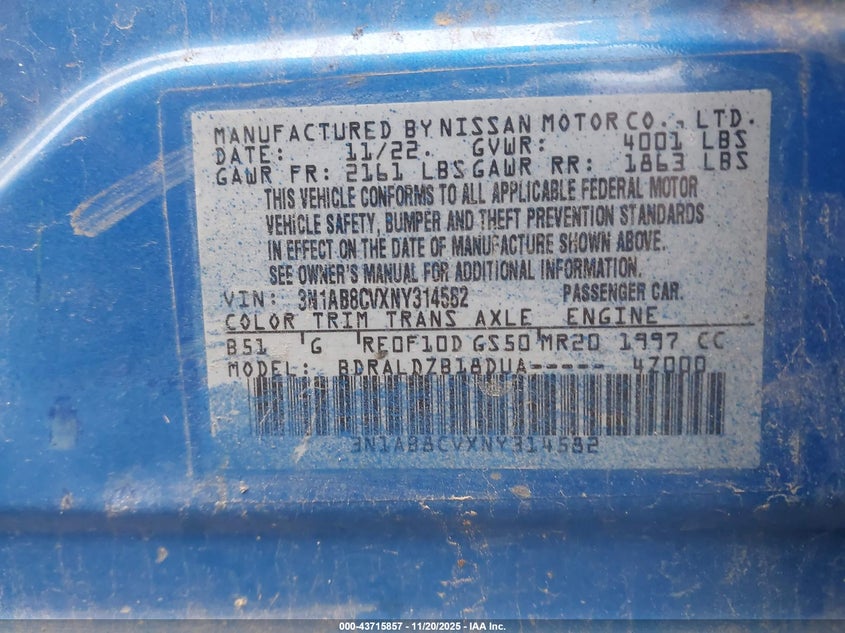 MANUFACTURED BY NISSAN MOTOR CO., LTD.
DATE: 11/22. GVWR: 4001 LBS
GAWR FR: 2161 LBS GAWR RR: 1863 LBS
THIS VEHICLE CONFORMS TO ALL APPLICABLE FEDERAL MOTOR
VEHICLE SAFETY, BUMPER AND THEFT PREVENTION STANDARDS
IN EFFECT ON THE DATE OF MANUFACTURE SHOWN ABOVE.
SEE OWNER'S MANUAL FOR ADDITIONAL INFORMATION.
VIN: 3N1AB8CVXNY314582 PASSENGER CAR.
COLOR TRIM TRANS AXLE ENGINE
B51 G RE0F10D GS50 MR20 1997 CC
MODEL: BDRALDZB18DUA----- 47000
3N1AB8CVXNY314582
000-43715857 - 11/20/2025 - IAA Inc.